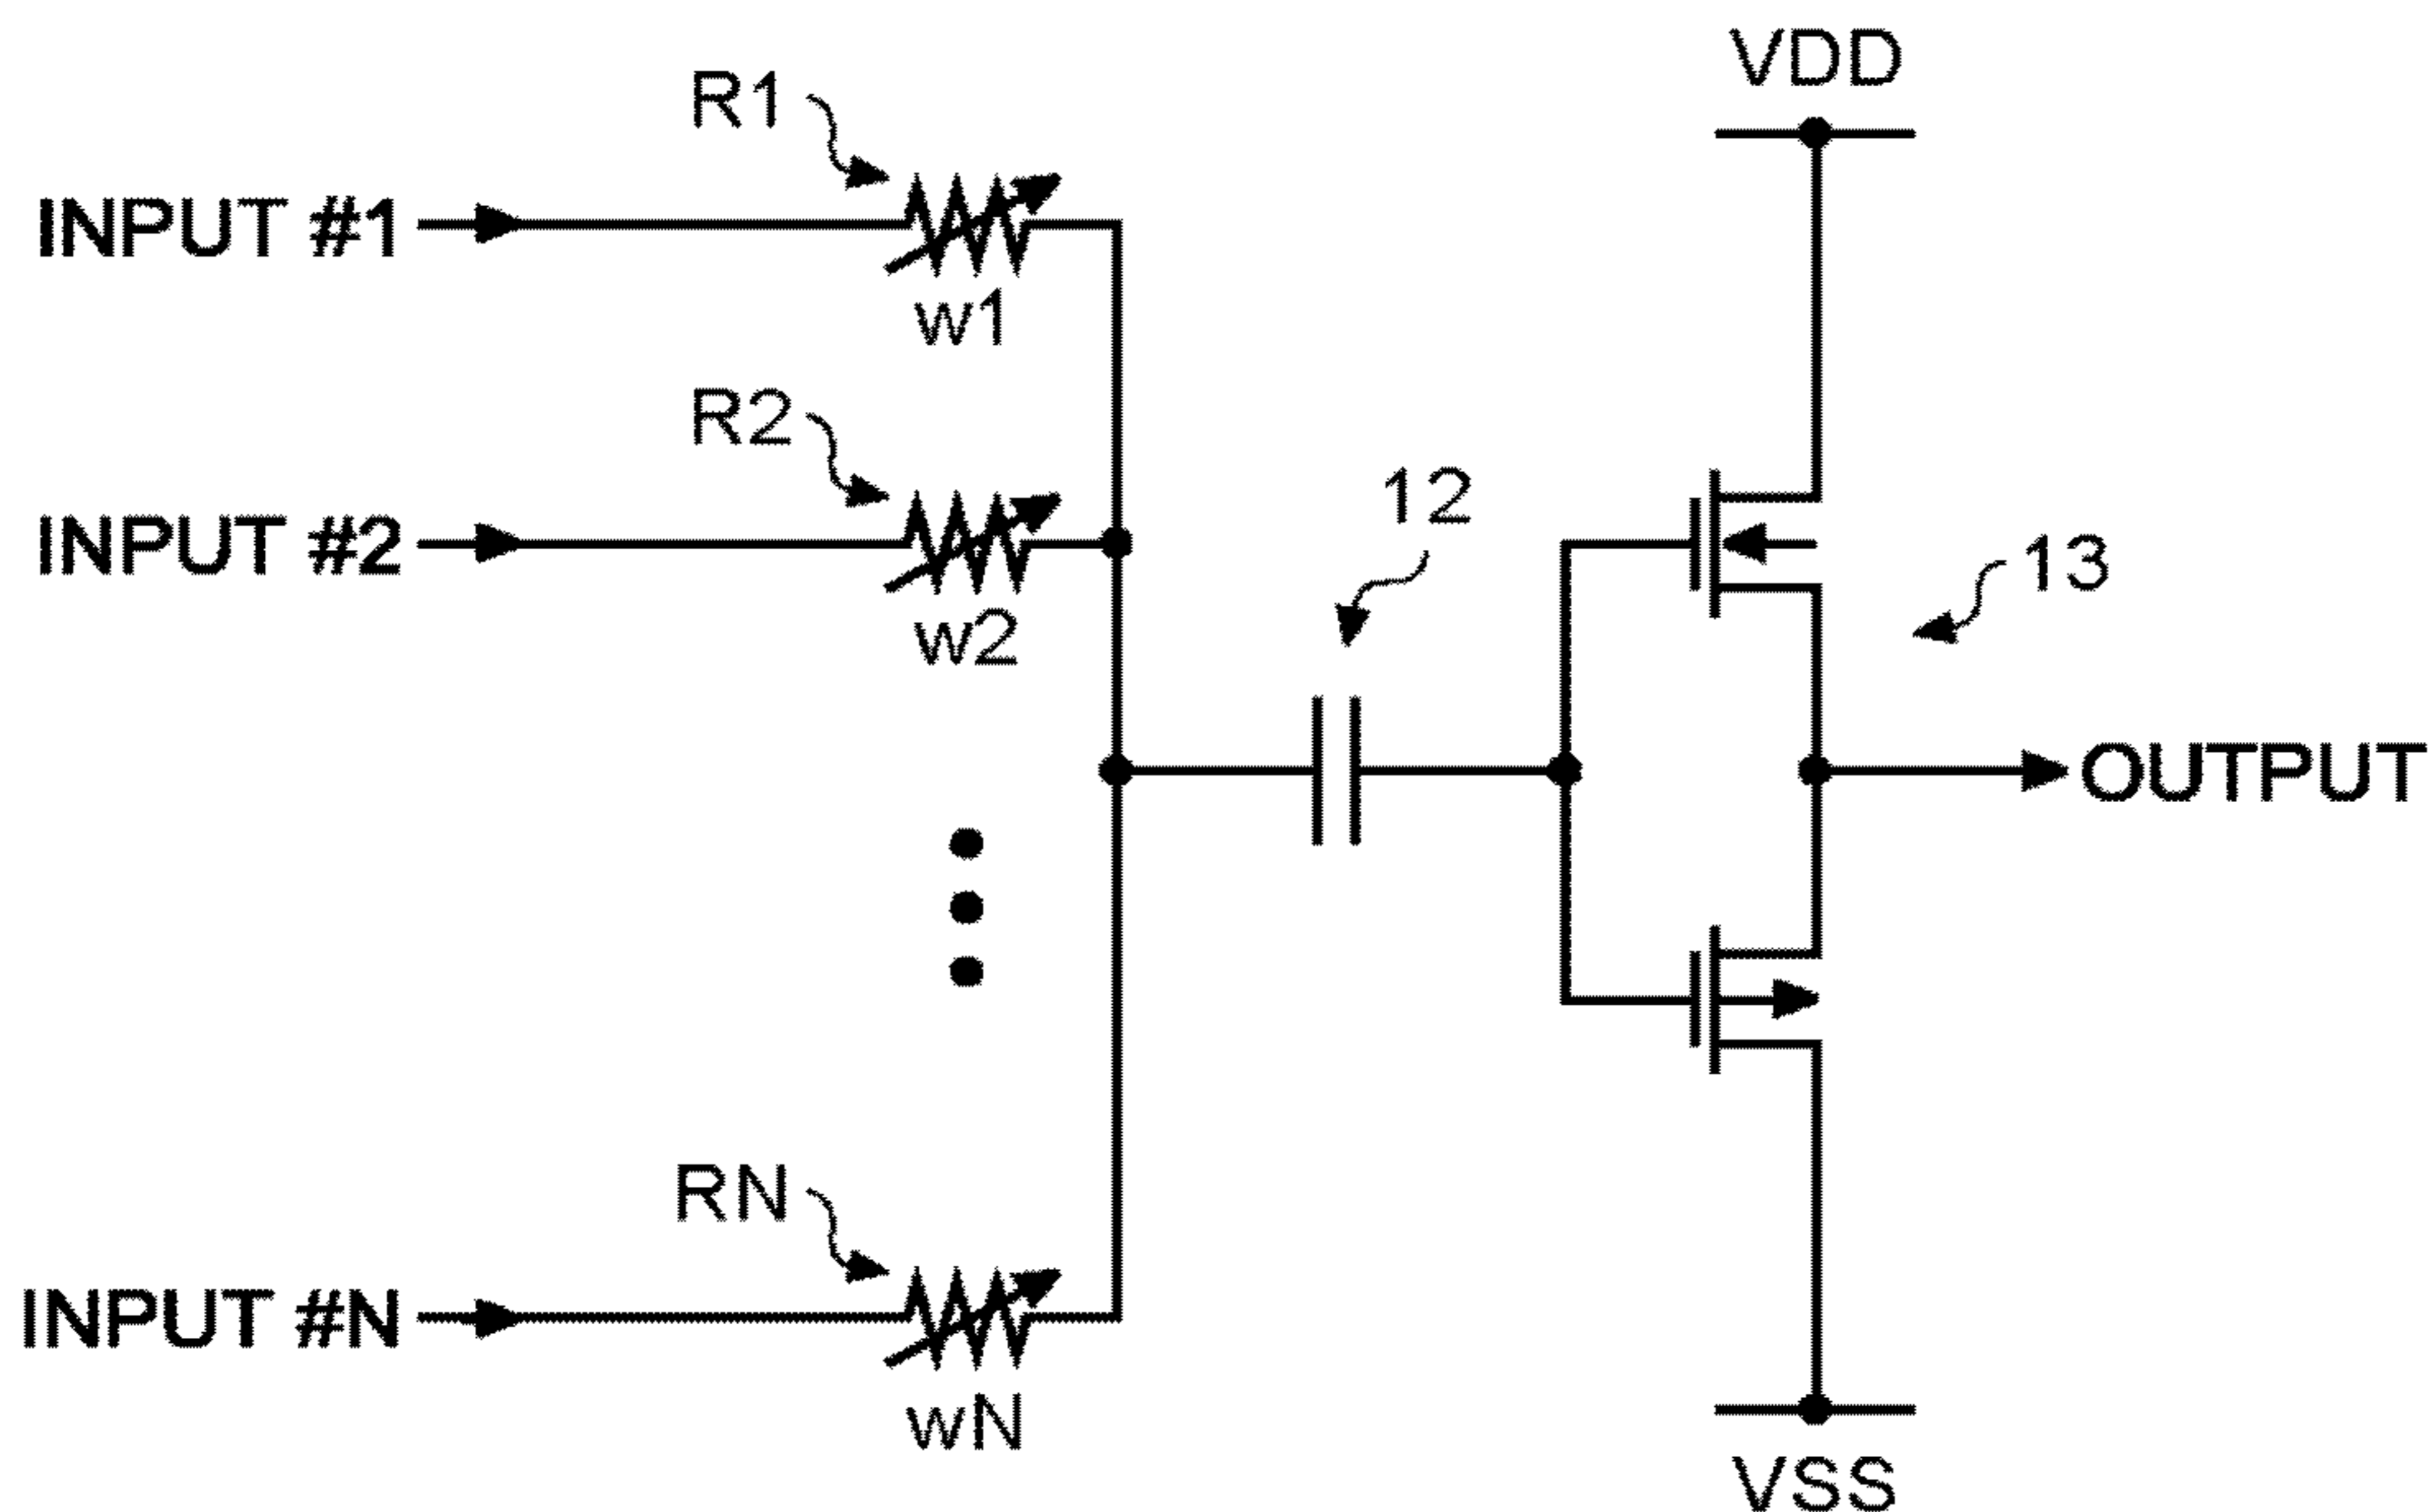 VDD
R1
INPUT #1
w1
R2
12
INPUT #2
13
w2
OUTPUT
RN
INPUT #N
wN
VSS